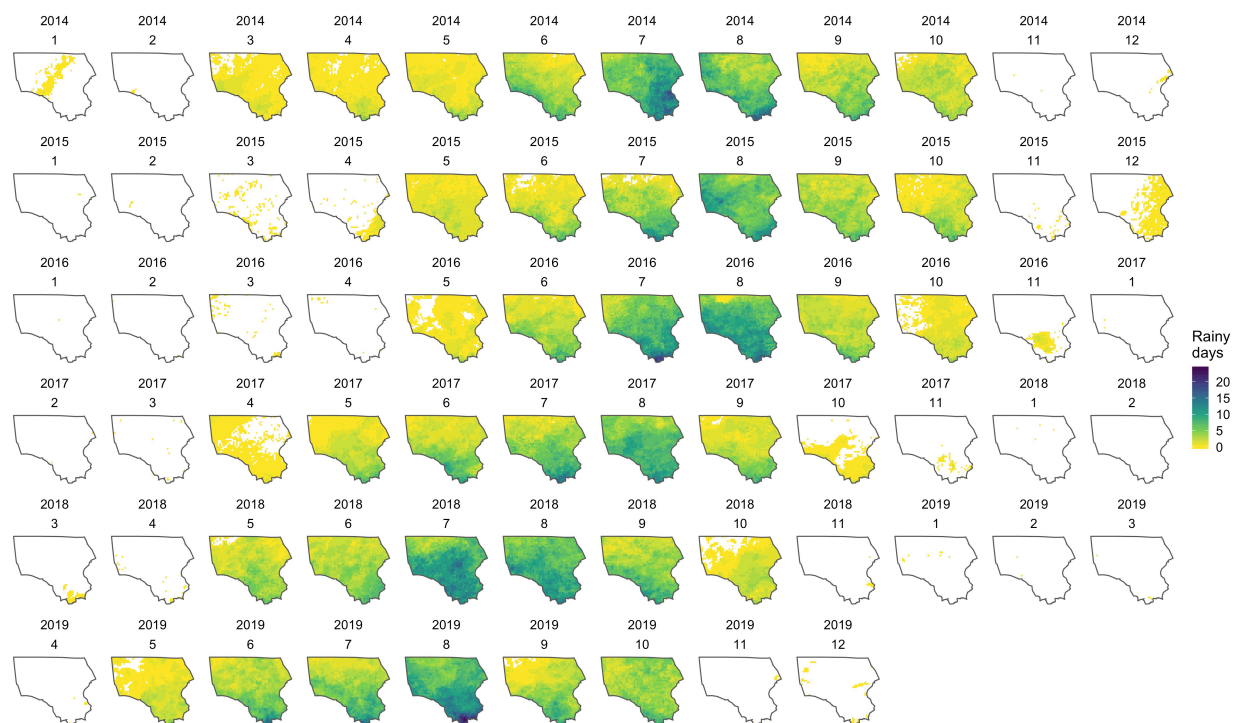 2014 2014 2014 2014 2014 2014 2014 2014 2014 2014 2014 2014
1 2 3 4 5 6 7 8 9 10 11 12
2015 2015 2015 2015 2015 2015 2015 2015 2015 2015 2015 2015
1 2 3 4 5 6 7 8 9 10 11 12
2016 2016 2016 2016 2016 2016 2016 2016 2016 2016 2016 2017
1 2 3 4 5 6 7 8 9 10 11 1
2017 2017 2017 2017 2017 2017 2017 2017 2017 2017 2018 2018
2 3 4 5 6 7 8 9 10 11 1 2
2018 2018 2018 2018 2018 2018 2018 2018 2018 2019 2019 2019
3 4 5 6 7 8 9 10 11 1 2 3
2019 2019 2019 2019 2019 2019 2019 2019 2019
4 5 6 7 8 9 10 11 12
Rainy
days
20
15
10
5
0